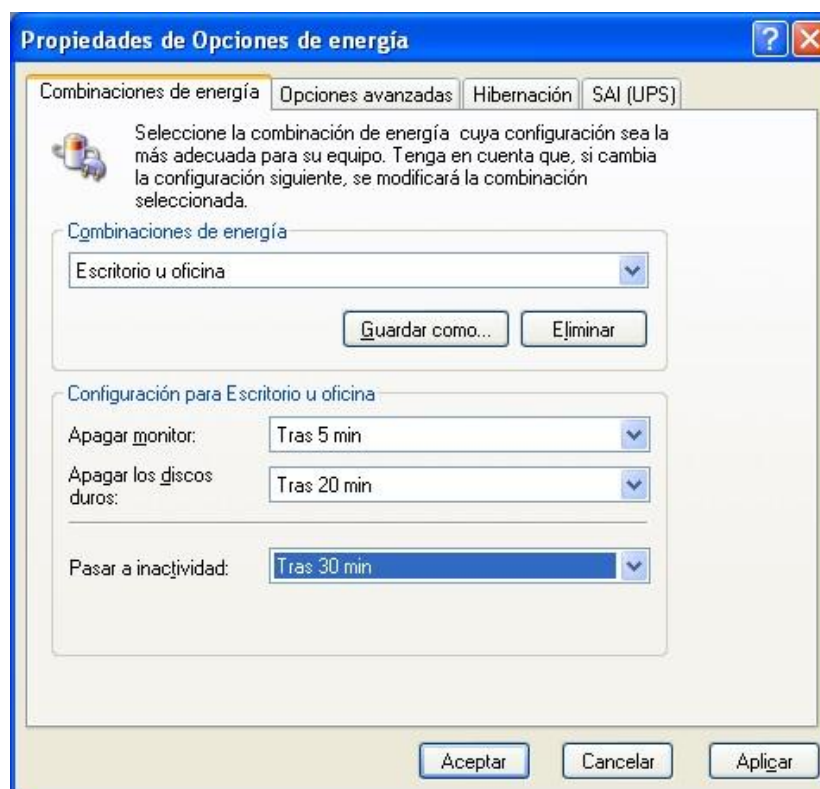 Propiedades de Opciones de energía
Combinaciones de energía Opciones avanzadas Hibernación SAI (UPS)
Seleccione la combinación de energía cuya configuración sea la
más adecuada para su equipo. Tenga en cuenta que, si cambia
la configuración siguiente, se modificará la combinación
seleccionada.
Combinaciones de energía
Escritorio u oficina
Guardar como... Eliminar
Configuración para Escritorio u oficina
Apagar monitor: Tras 5 min
Apagar los discos
duros: Tras 20 min
Pasar a inactividad: Tras 30 min
Aceptar Cancelar Aplicar